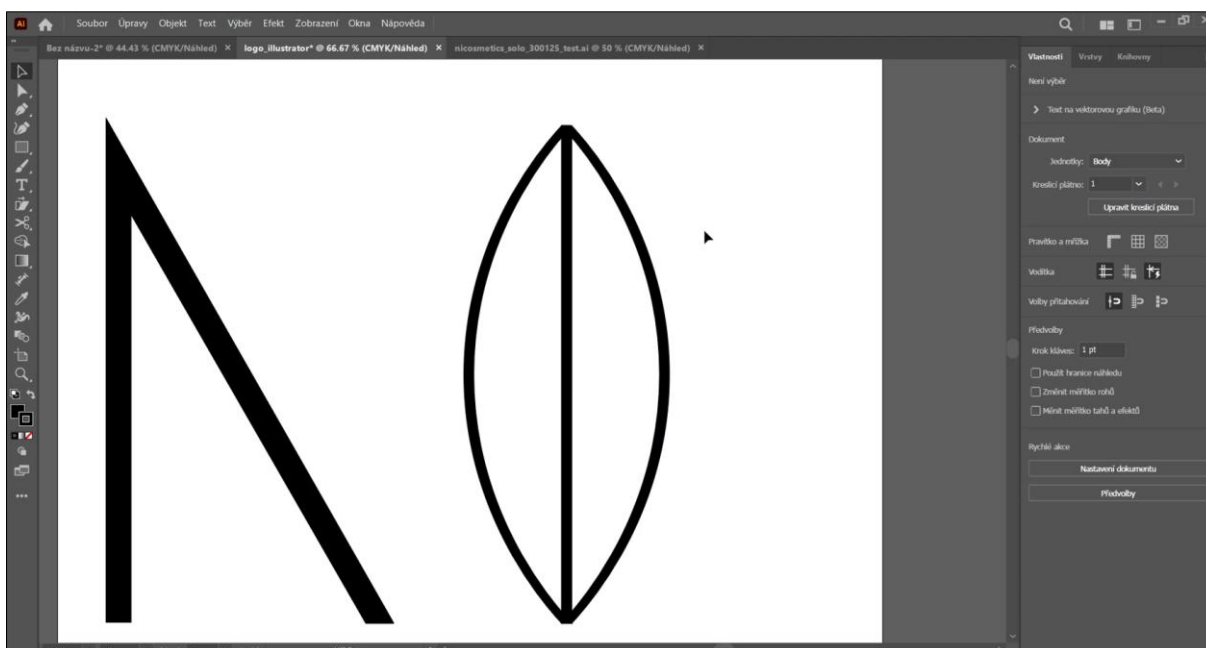 Ai Soubor Úpravy Objekt Text Výběr Efekt Zobrazení Okna Nápověda
Bez názvu-2* @ 44.43 % (CMYK/Náhled) × logo_illustrator* @ 66.67 % (CMYK/Náhled) × nicosmetics_solo_300125_test.ai @ 50 % (CMYK/Náhled) ×
Vlastnosti Vrstvy Knihovny
Není výběr
Text na vektorovou grafiku (Beta)
Dokument
Jednotky: Body
Kreslicí plátno: 1
Upravit kreslicí plátna
Pravítko a mřížka
Vodítka
Volby přitahování
Předvolby
Krok kláves: 1 pt
Použít hranice náhledu
Změnit měřítko rohů
Měnit měřítko tahů a efektů
Rychlé akce
Nastavení dokumentu
Předvolby